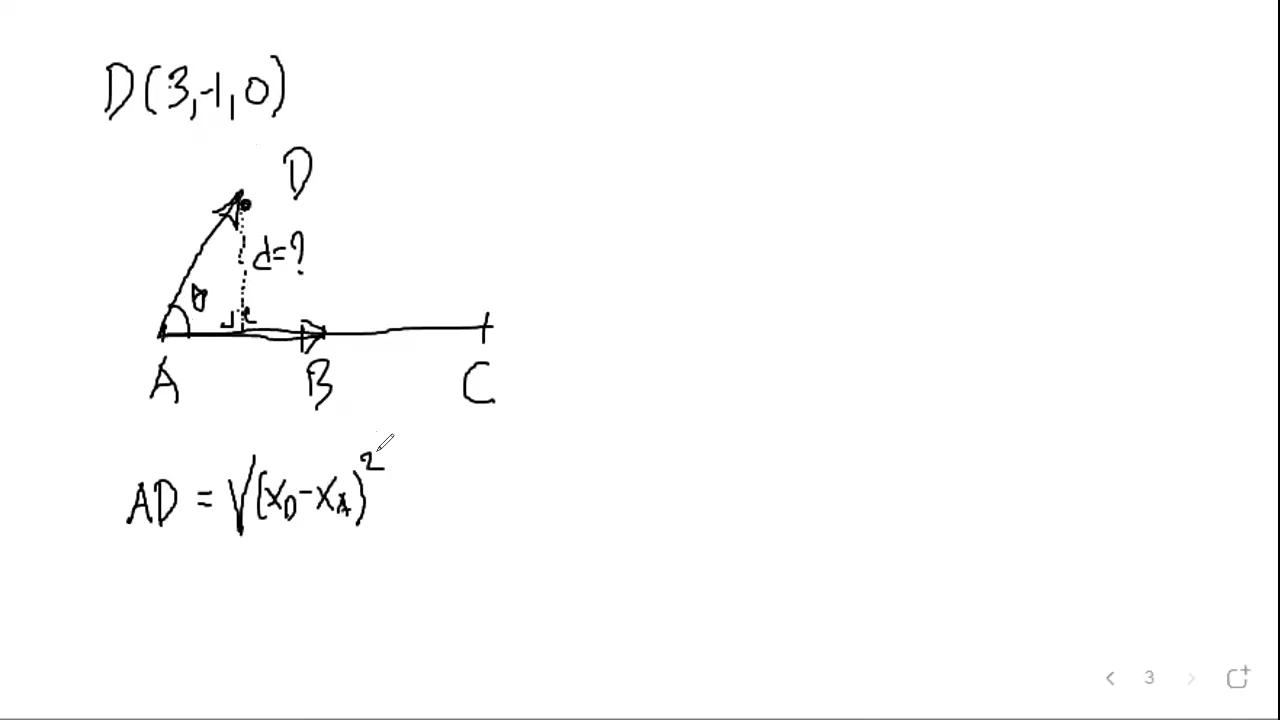 D(3,-1,0)
D
d=?
θ
A B C
AD = √(x_D-x_A)^2
3